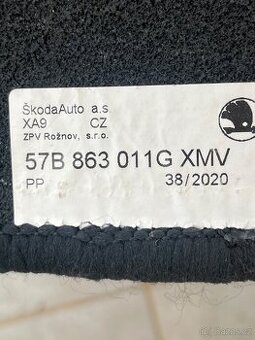 ŠkodaAuto a.s
XA9 CZ
ZPV Rožnov, s.r.o.
57B 863 011G XMV
PP 38/2020